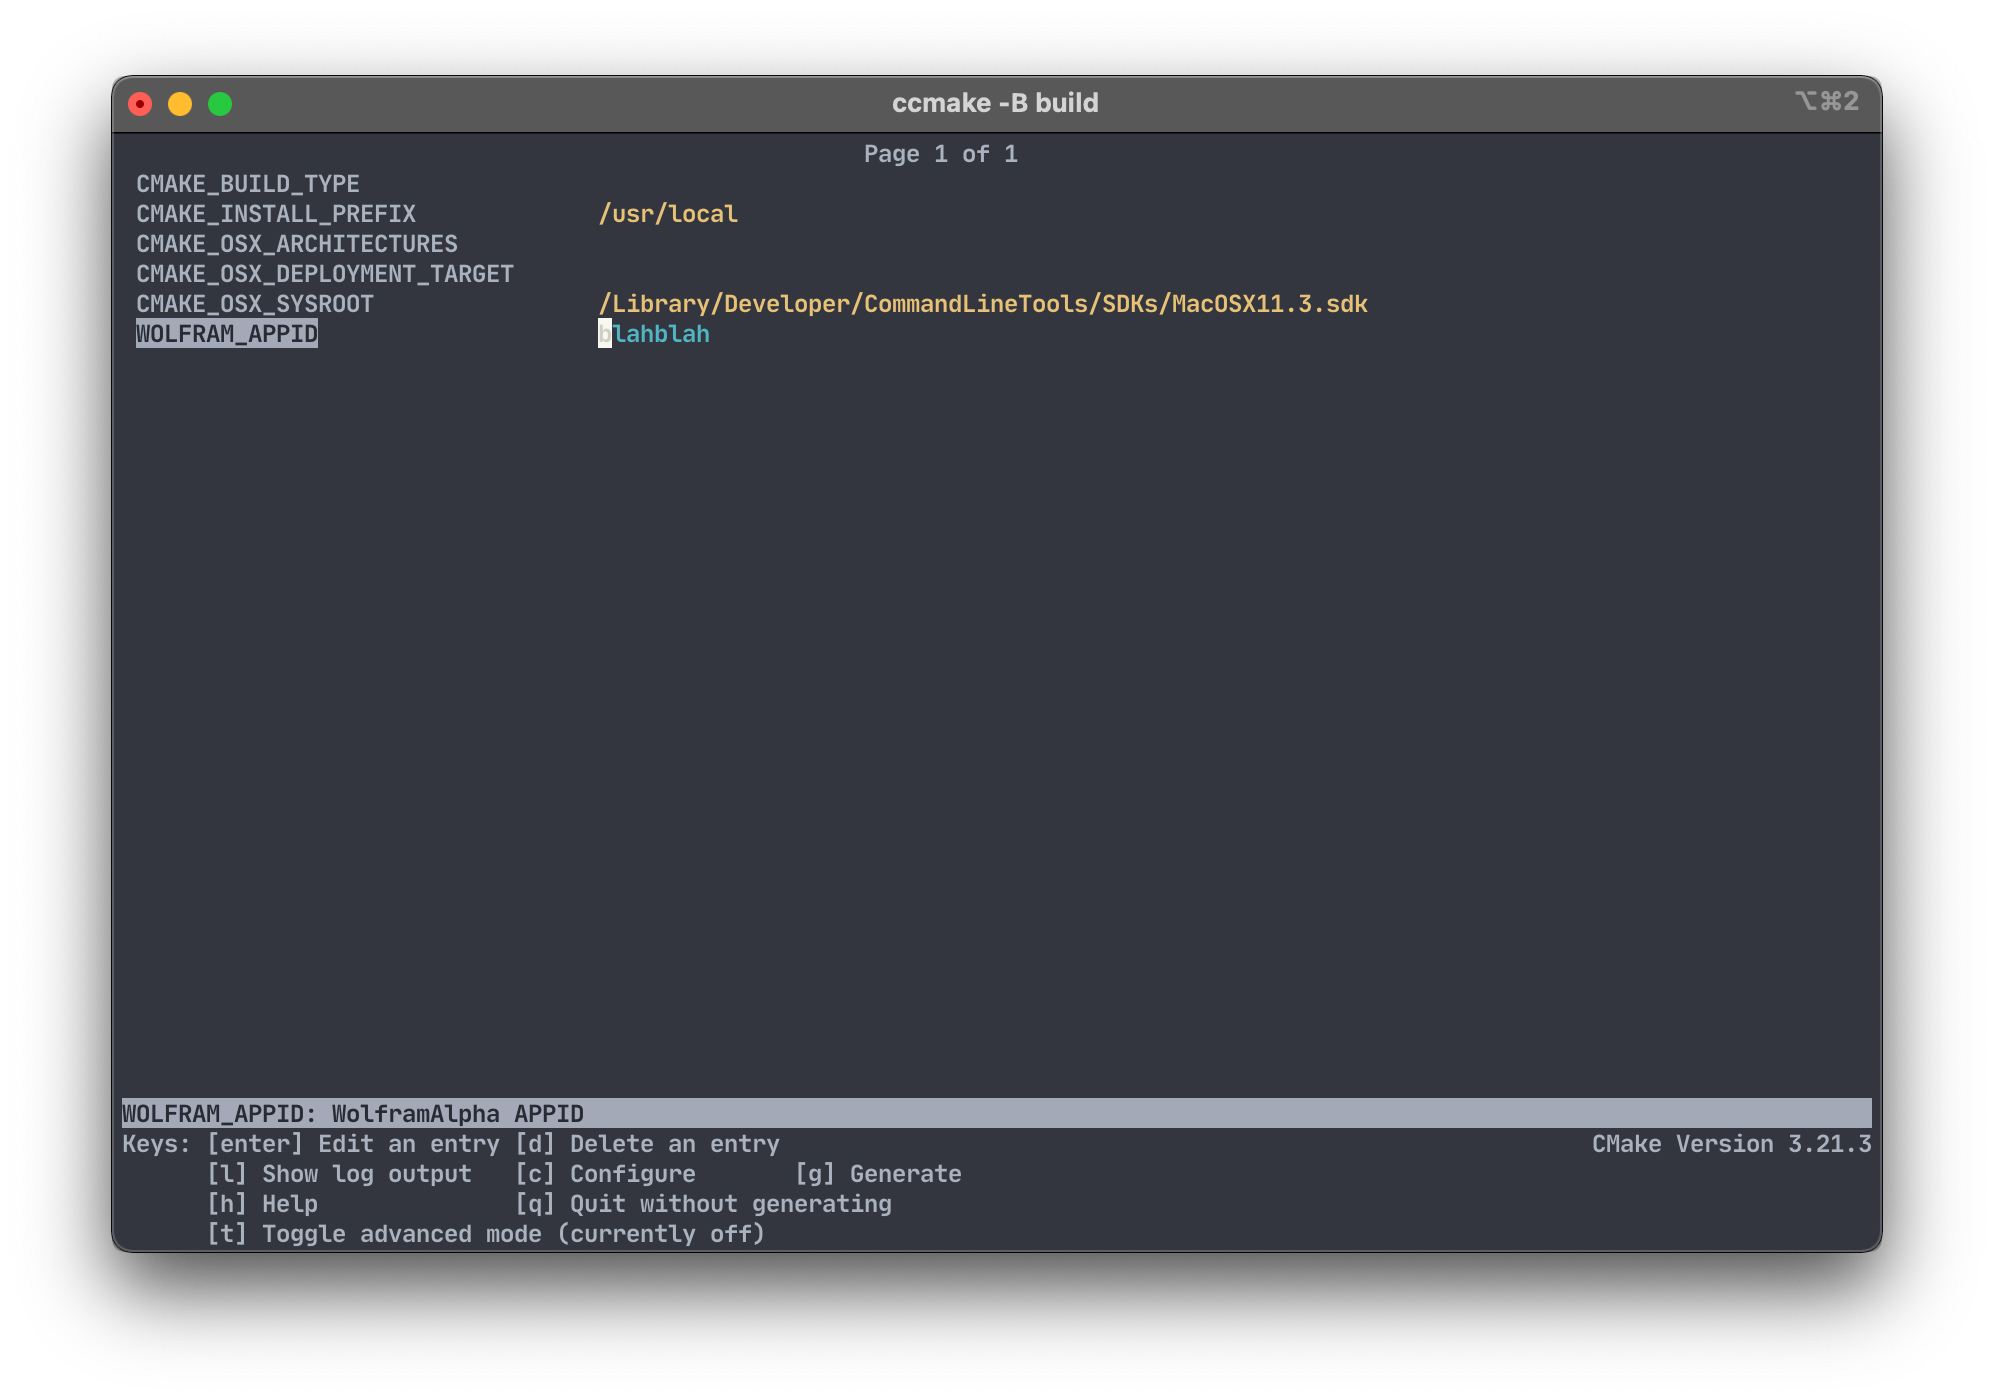 ccmake -B build ⌥⌘2
Page 1 of 1
CMAKE_BUILD_TYPE
CMAKE_INSTALL_PREFIX /usr/local
CMAKE_OSX_ARCHITECTURES
CMAKE_OSX_DEPLOYMENT_TARGET
CMAKE_OSX_SYSROOT /Library/Developer/CommandLineTools/SDKs/MacOSX11.3.sdk
WOLFRAM_APPID blahblah
WOLFRAM_APPID: WolframAlpha APPID
Keys: [enter] Edit an entry [d] Delete an entry CMake Version 3.21.3
[l] Show log output [c] Configure [g] Generate
[h] Help [q] Quit without generating
[t] Toggle advanced mode (currently off)